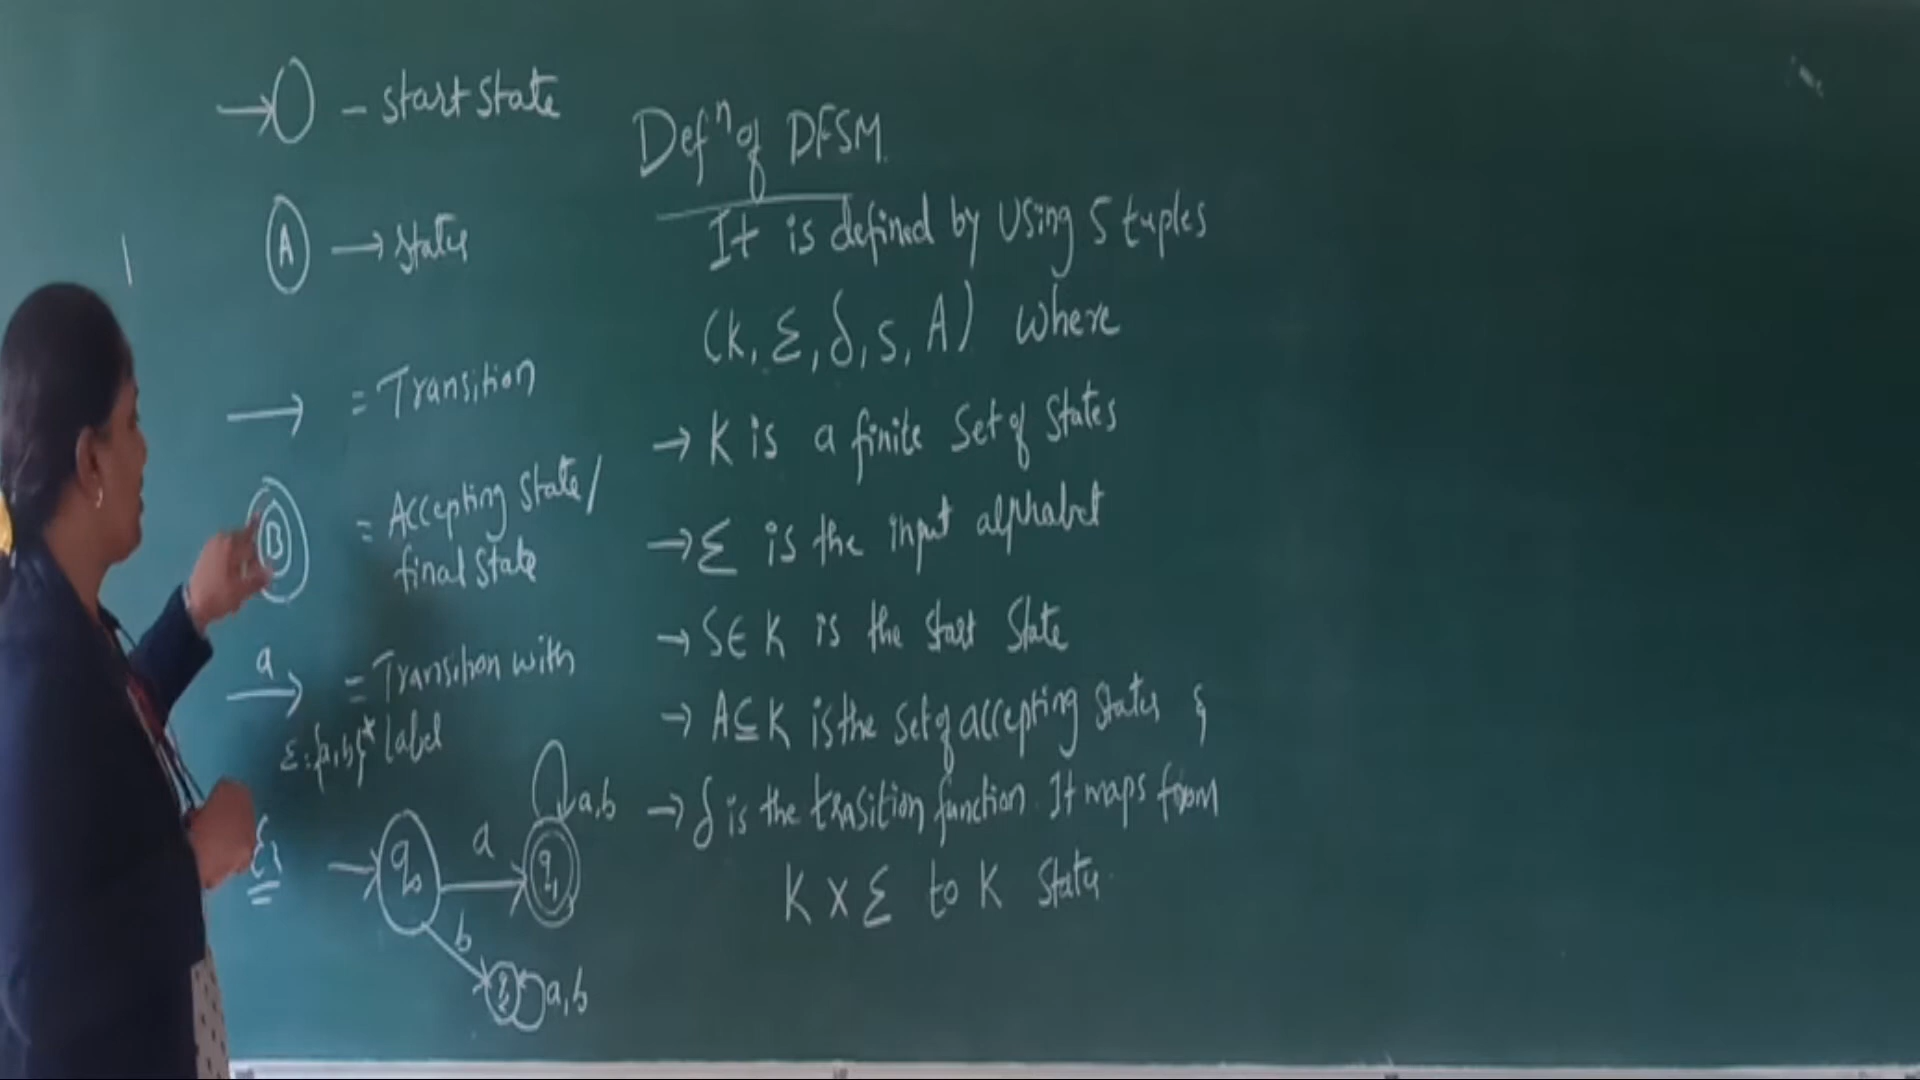 – start state
A → states
= Transition
B = Accepting state/
final state
a = Transition with
Σ={a,b}* label
a,b
q0 a q1
b
q2 a,b
Defn of DFSM
It is defined by using 5 tuples
(K, Σ, δ, s, A) where
→ K is a finite set of states
→ Σ is the input alphabet
→ S∈K is the start state
→ A⊆K is the set of accepting states &
→ δ is the trasition function. It maps from
K x Σ to K state.